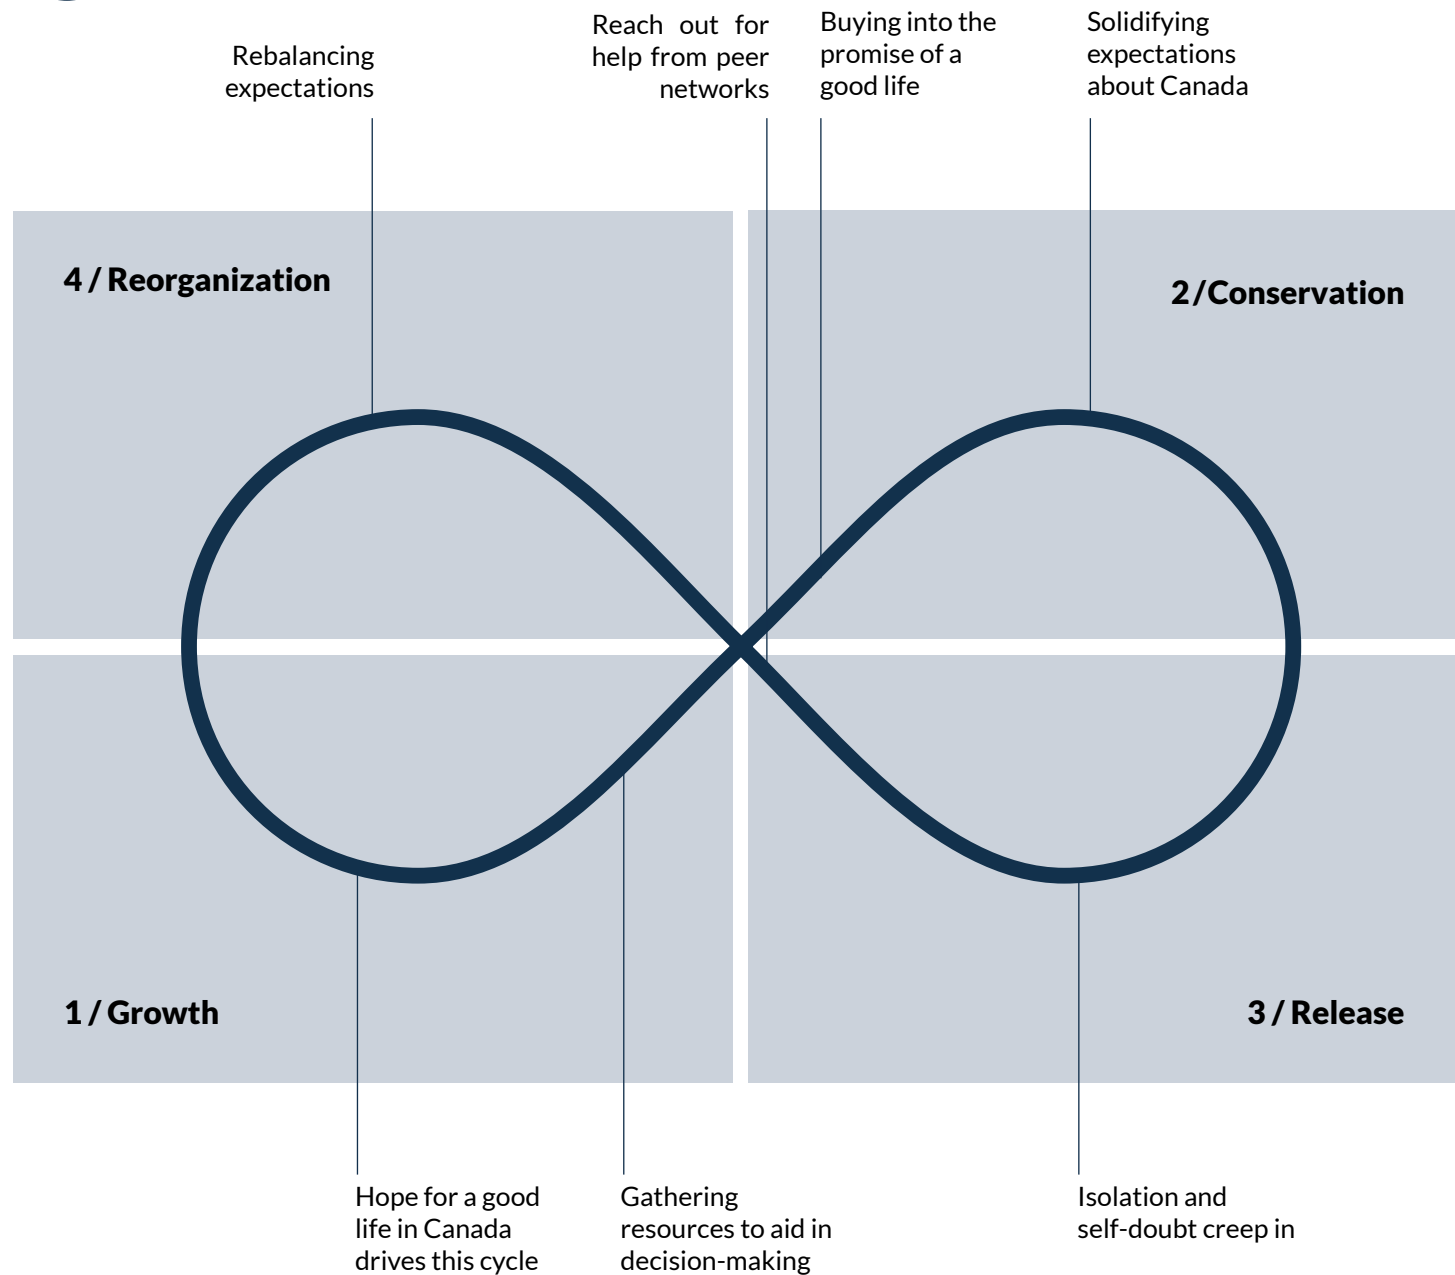 Rebalancing
expectations
Reach out for
help from peer
networks
Buying into the
promise of a
good life
Solidifying
expectations
about Canada
4 / Reorganization
2 /Conservation
1 / Growth
3 / Release
Hope for a good
life in Canada
drives this cycle
Gathering
resources to aid in
decision-making
Isolation and
self-doubt creep in